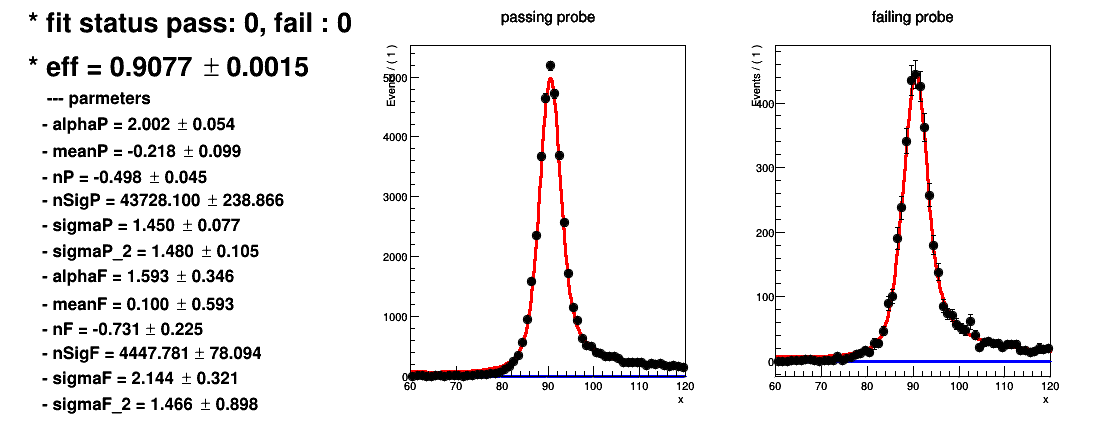 * fit status pass: 0, fail : 0
* eff = 0.9077 ± 0.0015
--- parmeters
- alphaP = 2.002 ± 0.054
- meanP = -0.218 ± 0.099
- nP = -0.498 ± 0.045
- nSigP = 43728.100 ± 238.866
- sigmaP = 1.450 ± 0.077
- sigmaP_2 = 1.480 ± 0.105
- alphaF = 1.593 ± 0.346
- meanF = 0.100 ± 0.593
- nF = -0.731 ± 0.225
- nSigF = 4447.781 ± 78.094
- sigmaF = 2.144 ± 0.321
- sigmaF_2 = 1.466 ± 0.898
passing probe
Events / ( 1 )
5000
4000
3000
2000
1000
0
60 70 80 90 100 110 120
x
failing probe
Events / ( 1 )
400
300
200
100
0
60 70 80 90 100 110 120
x